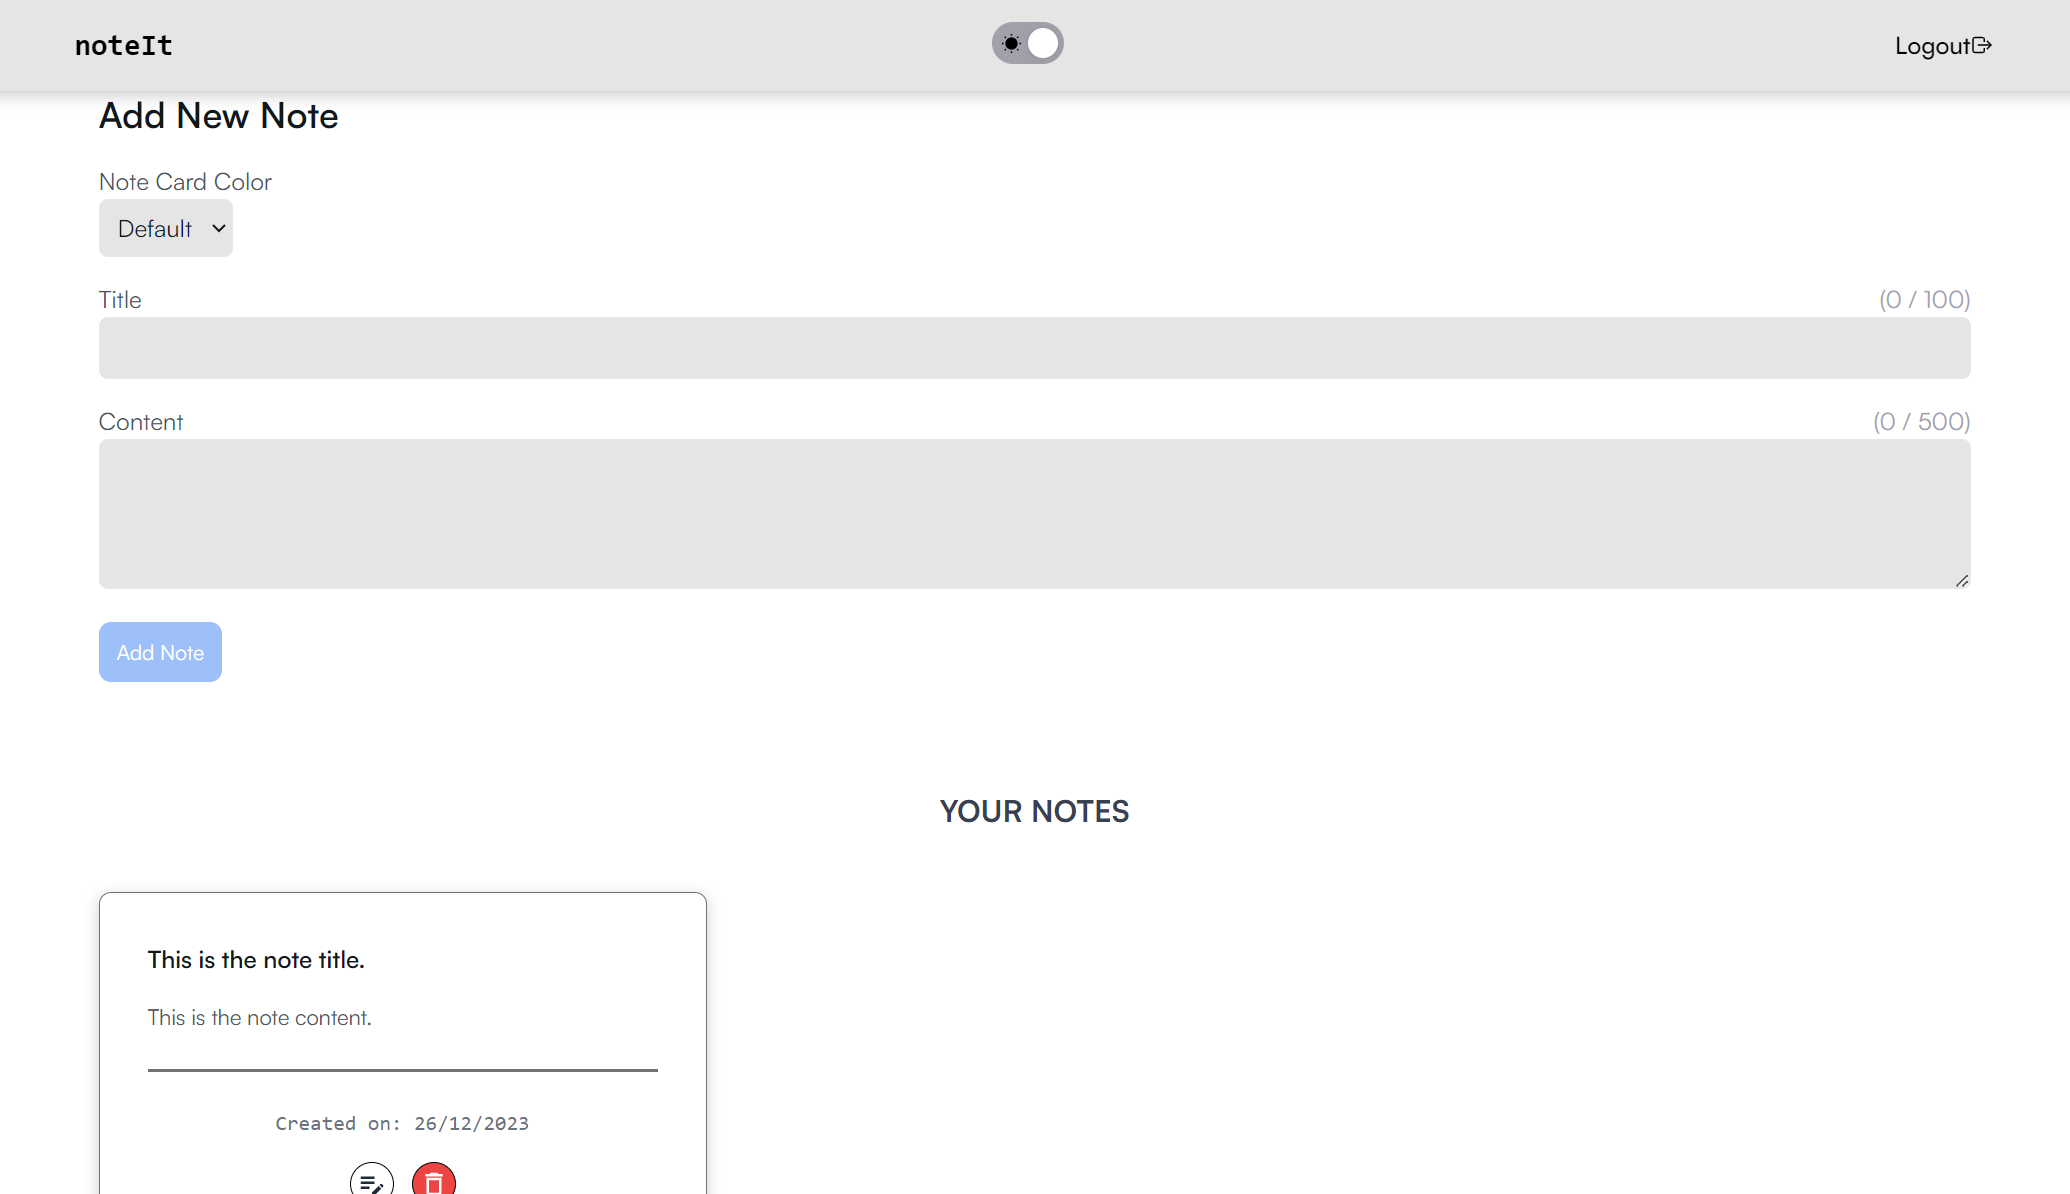 noteIt
Logout
Add New Note
Note Card Color
Default
Title (0 / 100)
Content (0 / 500)
Add Note
YOUR NOTES
This is the note title.
This is the note content.
Created on: 26/12/2023